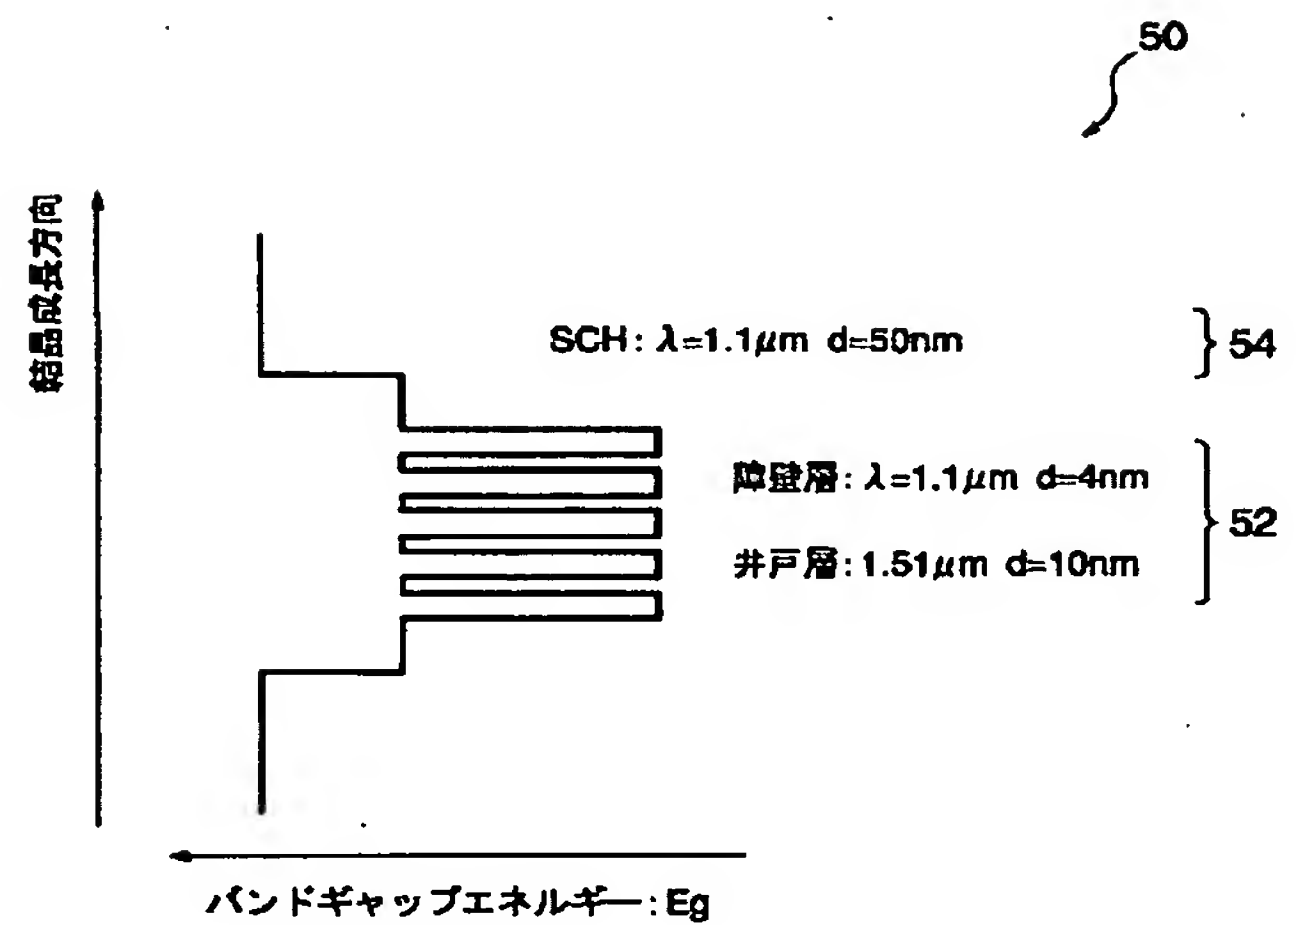 50
結晶成長方向
SCH: λ=1.1μm d=50nm
54
障壁層: λ=1.1μm d=4nm
52
井戸層: 1.51μm d=10nm
バンドギャップエネルギー: Eg